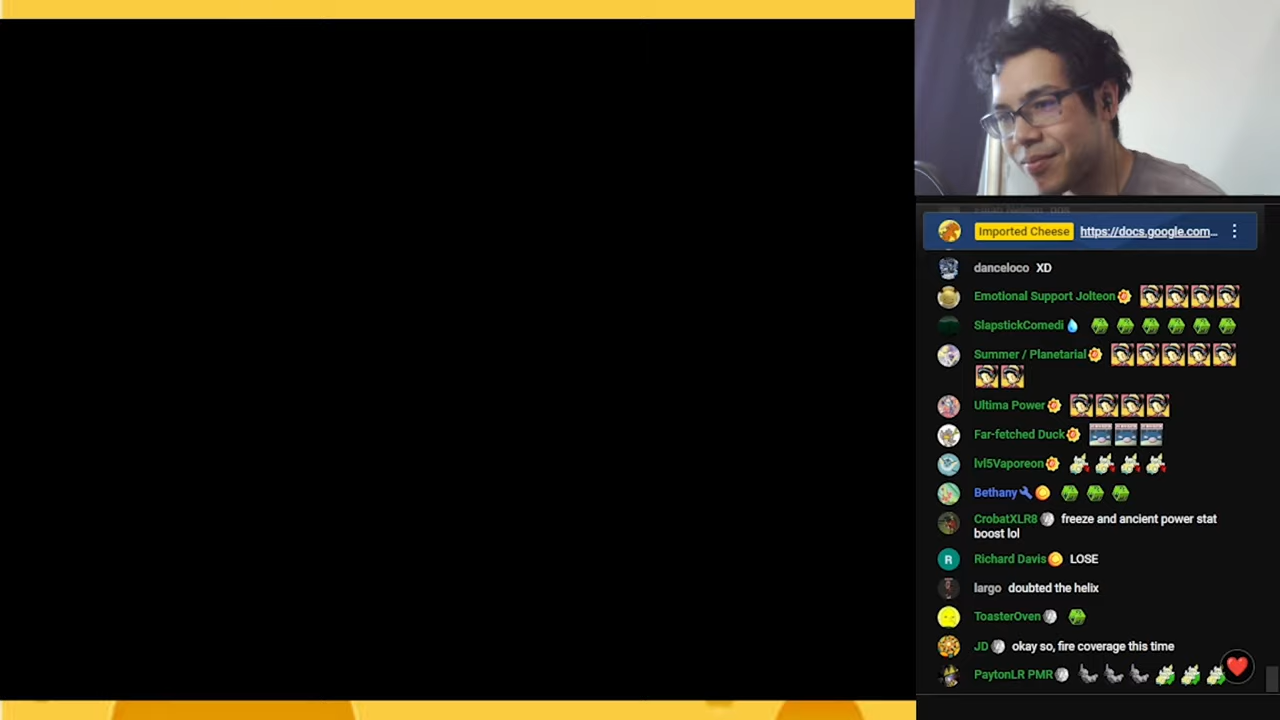 Imported Cheese https://docs.google.com...
danceloco XD
Emotional Support Jolteon
SlapstickComedi
Summer / Planetarial
Ultima Power
Far-fetched Duck
lvl5Vaporeon
Bethany
CrobatXLR8 freeze and ancient power stat
boost lol
R Richard Davis LOSE
largo doubted the helix
ToasterOven
JD okay so, fire coverage this time
PaytonLR PMR